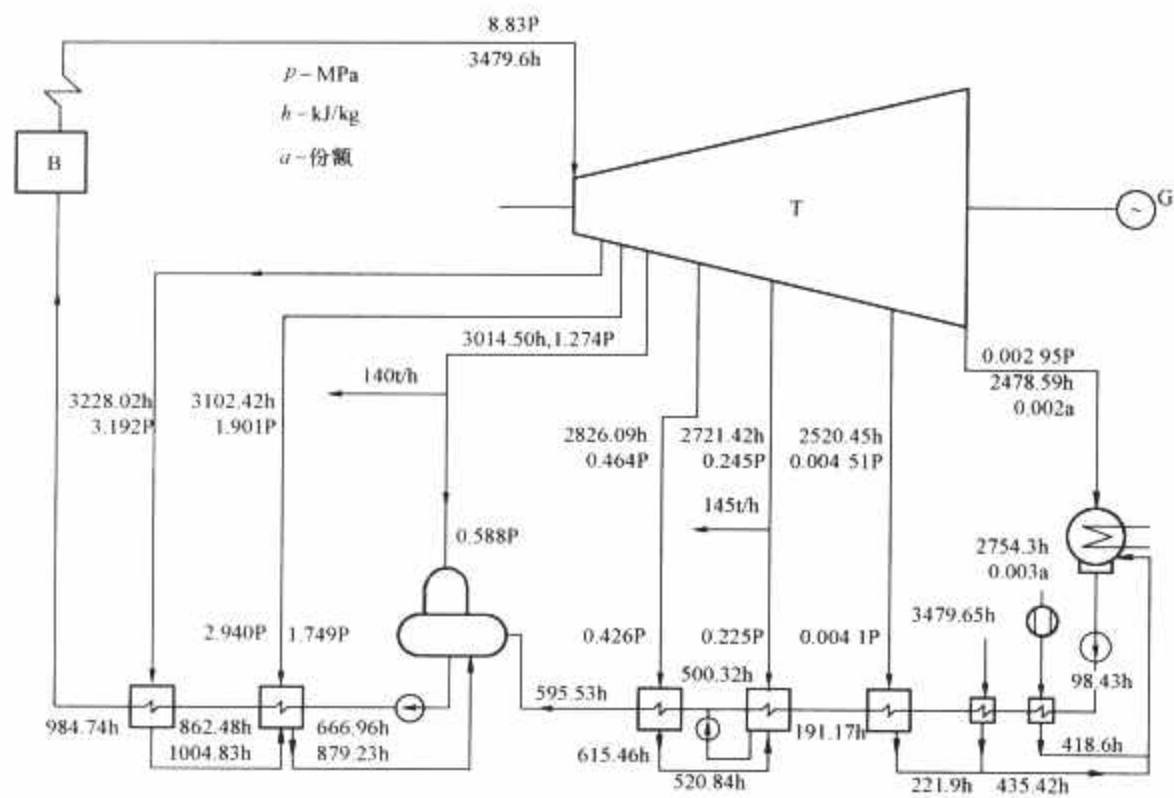 8.83P
3479.6h
p–MPa
h–kJ/kg
a–份额
B
T
G
~
3014.50h,1.274P
140t/h
0.002 95P
2478.59h
0.002a
3228.02h
3.192P
3102.42h
1.901P
2826.09h
0.464P
2721.42h
0.245P
2520.45h
0.004 51P
145t/h
0.588P
2754.3h
0.003a
3479.65h
2.940P
1.749P
0.426P
0.225P
0.004 1P
98.43h
500.32h
595.53h
984.74h
862.48h
666.96h
191.17h
1004.83h
879.23h
615.46h
520.84h
418.6h
221.9h
435.42h